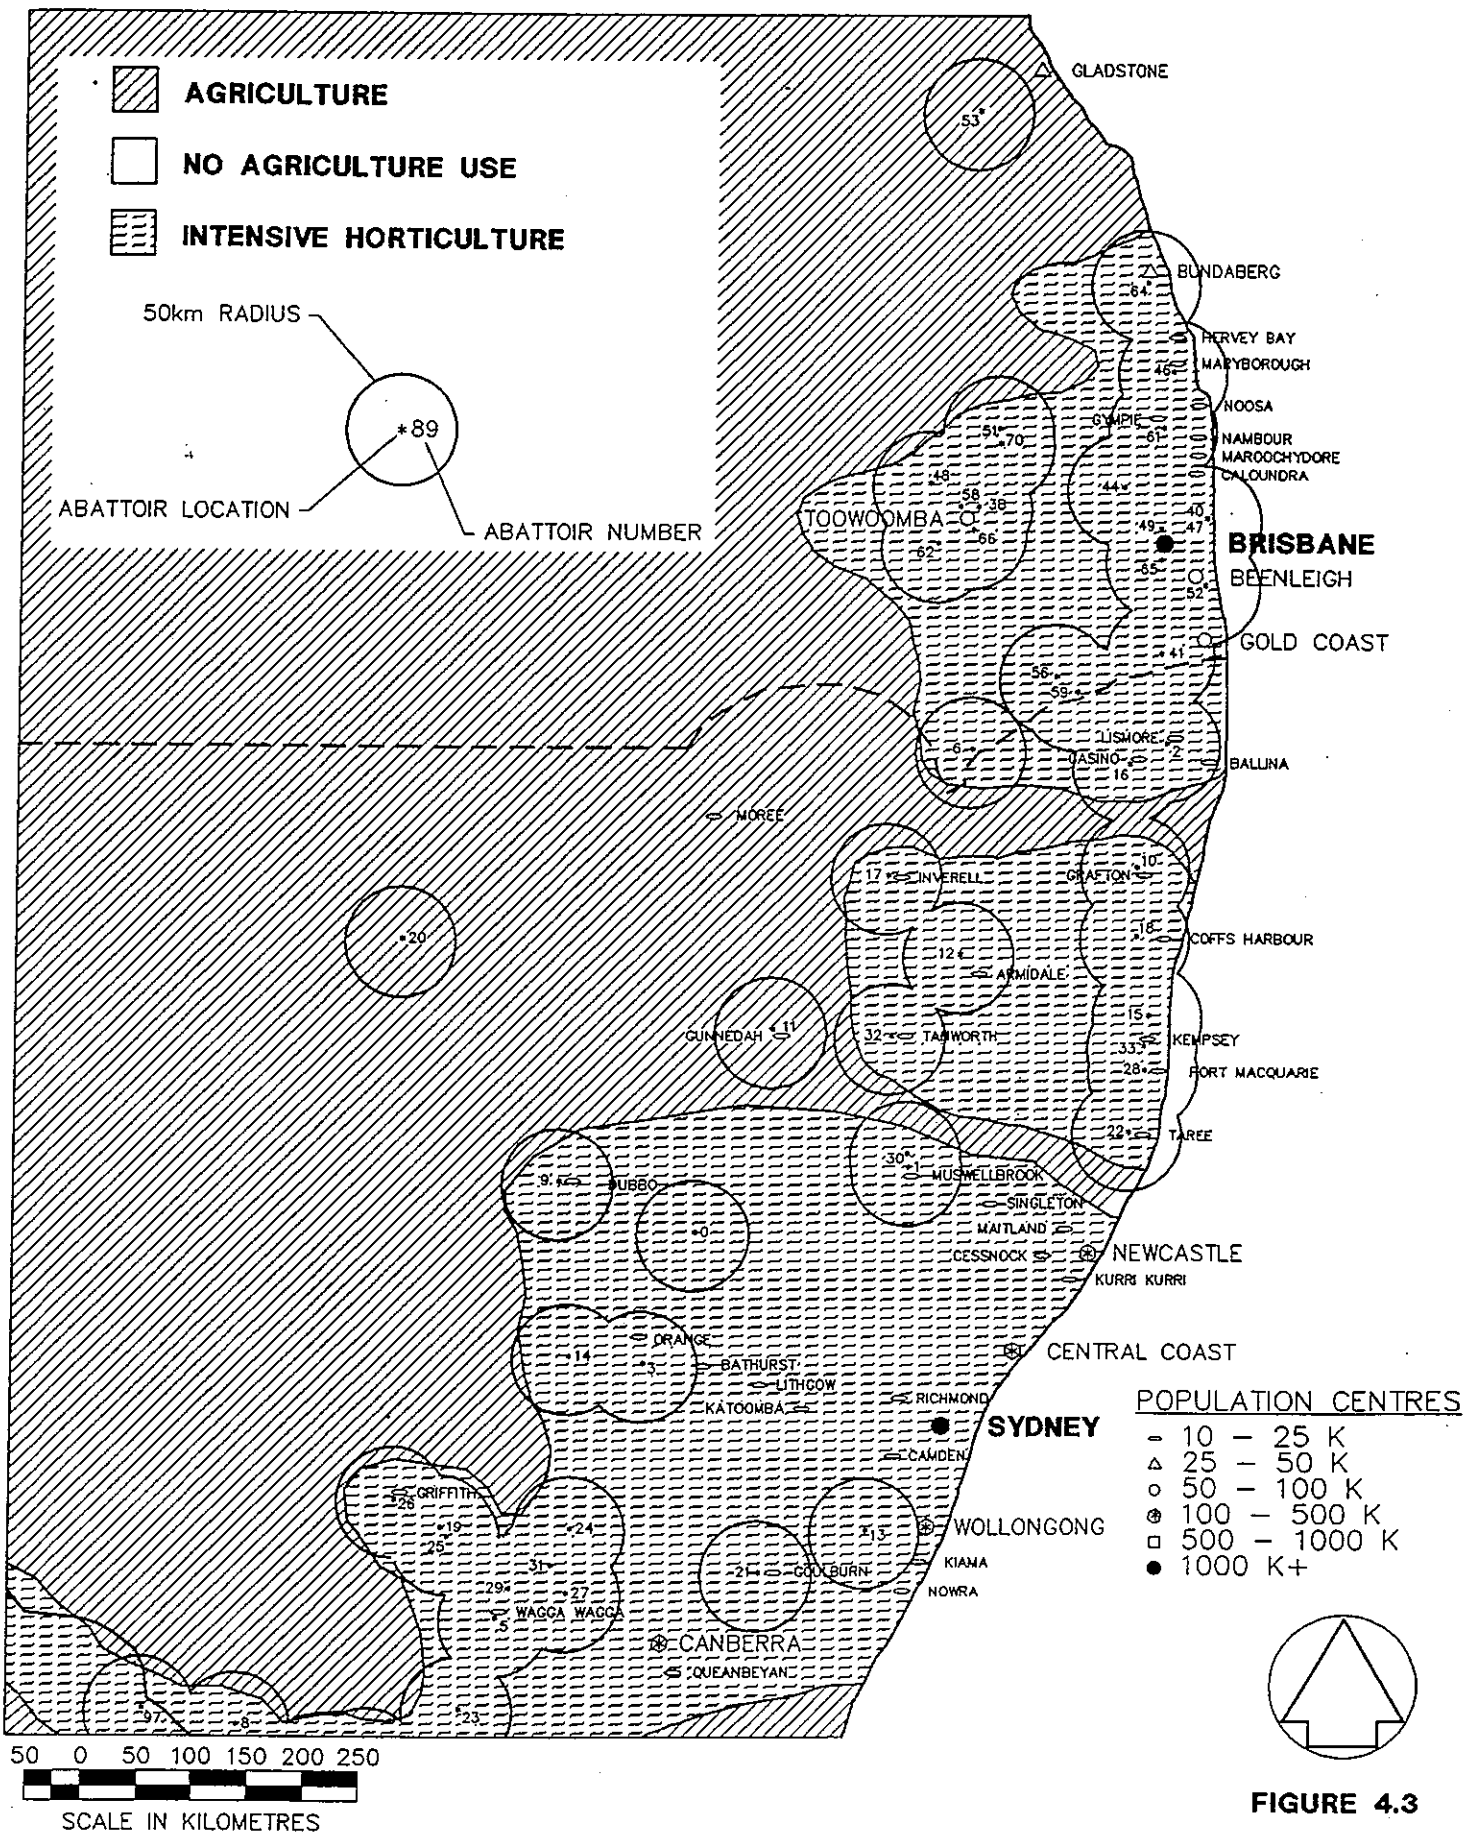 AGRICULTURE
NO AGRICULTURE USE
INTENSIVE HORTICULTURE
50km RADIUS
89
ABATTOIR LOCATION
ABATTOIR NUMBER
GLADSTONE
53
BUNDABERG
64
HERVEY BAY
MARYBOROUGH
46
NOOSA
GYMPIE
61
NAMBOUR
MAROOCHYDORE
CALOUNDRA
51
70
48
44
58
38
40
TOOWOOMBA
49
47
66
62
BRISBANE
65
BEENLEIGH
52
GOLD COAST
41
56
59
6
LISMORE
2
CASINO
16
BALUNA
MOREE
10
17
INVERELL
GRAFTON
20
18
COFFS HARBOUR
12
ARMIDALE
15
11
GUNNEDAH
32
TAMWORTH
KEMPSEY
33
28
PORT MACQUARIE
22
TAREE
30
1
MUSWELLBROOK
9
DUBBO
SINGLETON
MAITLAND
0
CESSNOCK
NEWCASTLE
KURRI KURRI
ORANGE
14
3
BATHURST
CENTRAL COAST
LITHGOW
KATOOMBA
RICHMOND
SYDNEY
CAMDEN
POPULATION CENTRES
10 - 25 K
25 - 50 K
50 - 100 K
100 - 500 K
500 - 1000 K
1000 K+
GRIFFITH
26
19
25
24
13
WOLLONGONG
31
21
GOULBURN
KIAMA
29
27
NOWRA
WAGGA WAGGA
5
CANBERRA
QUEANBEYAN
97
8
23
50 0 50 100 150 200 250
SCALE IN KILOMETRES
FIGURE 4.3